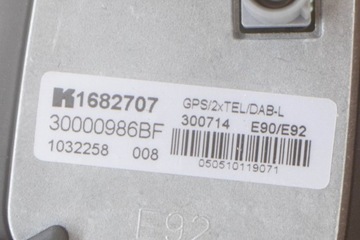 K1682707 GPS/2xTEL/DAB-L
30000986BF 300714 E90/E92
1032258 008
050510119071
E92